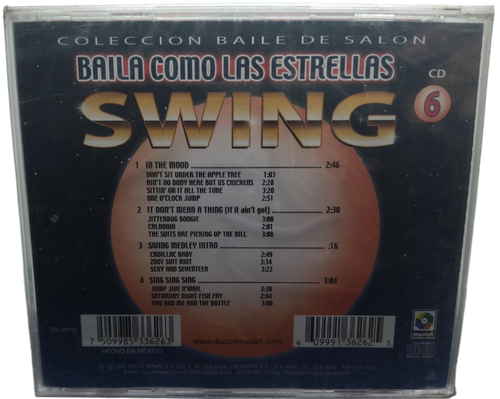 COLECCION BAILE DE SALON
BAILA COMO LAS ESTRELLAS
CD
SWING 6
1 IN THE MOOD 2:46
DON'T SIT UNDER THE APPLE TREE 1:03
AIN'T NO BODY HERE BUT US CHICKENS 2:28
SITTIN' OR IT ALL THE TIME 2:20
ONE O'CLOCK JUMP 2:51
2 IT DON'T MEAN A THING (If it ain't got) 2:30
JITTERBUG BOOGIE 3:08
CALDONIA 2:01
THE SUITS ARE PICKING UP THE BILL 3:08
3 SWING MEDLEY INTRO :16
CADILLAC BABY 2:49
ZOOT SUIT RIOT 3:34
SEXY AND SEVENTEEN 3:22
4 SING SING SING 3:04
JUMP JIVE N'WAIL 3:10
SATURDAY NIGHT FISH FRY 2:44
YOU AND ME AND THE BOTTLE 3:08
7 509985 336263
www.discosmusart.com
6 09991 36262 5
HECHO EN MEXICO
musart